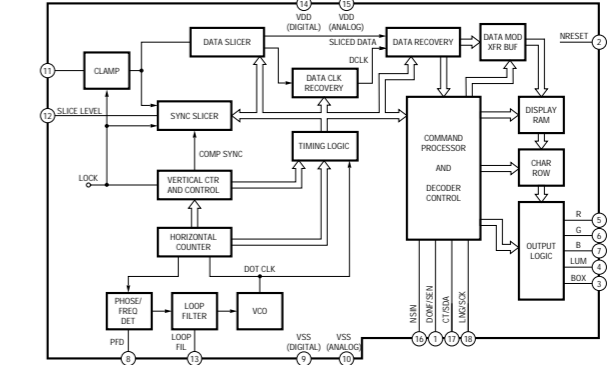 14
15
VDD
(DIGITAL)
VDD
(ANALOG)
DATA SLICER
SLICED DATA
DATA RECOVERY
DATA MOD
XFR BUF
NRESET
2
DCLK
11
CLAMP
DATA CLK
RECOVERY
12
SLICE LEVEL
SYNC SLICER
DISPLAY
RAM
COMP SYNC
TIMING LOGIC
COMMAND
PROCESSOR
AND
DECODER
CONTROL
CHAR
ROW
LOCK
VERTICAL CTR
AND CONTROL
HORIZONTAL
COUNTER
OUTPUT
LOGIC
R
5
G
6
B
7
LUM
4
BOX
3
DOT CLK
PHOSE/
FREQ
DET
LOOP
FILTER
VCO
NSIN
DONF/SEN
CT/SDA
LNG/SCK
PFD
LOOP
FIL
VSS
(DIGITAL)
VSS
(ANALOG)
8
13
9
10
16
1
17
18